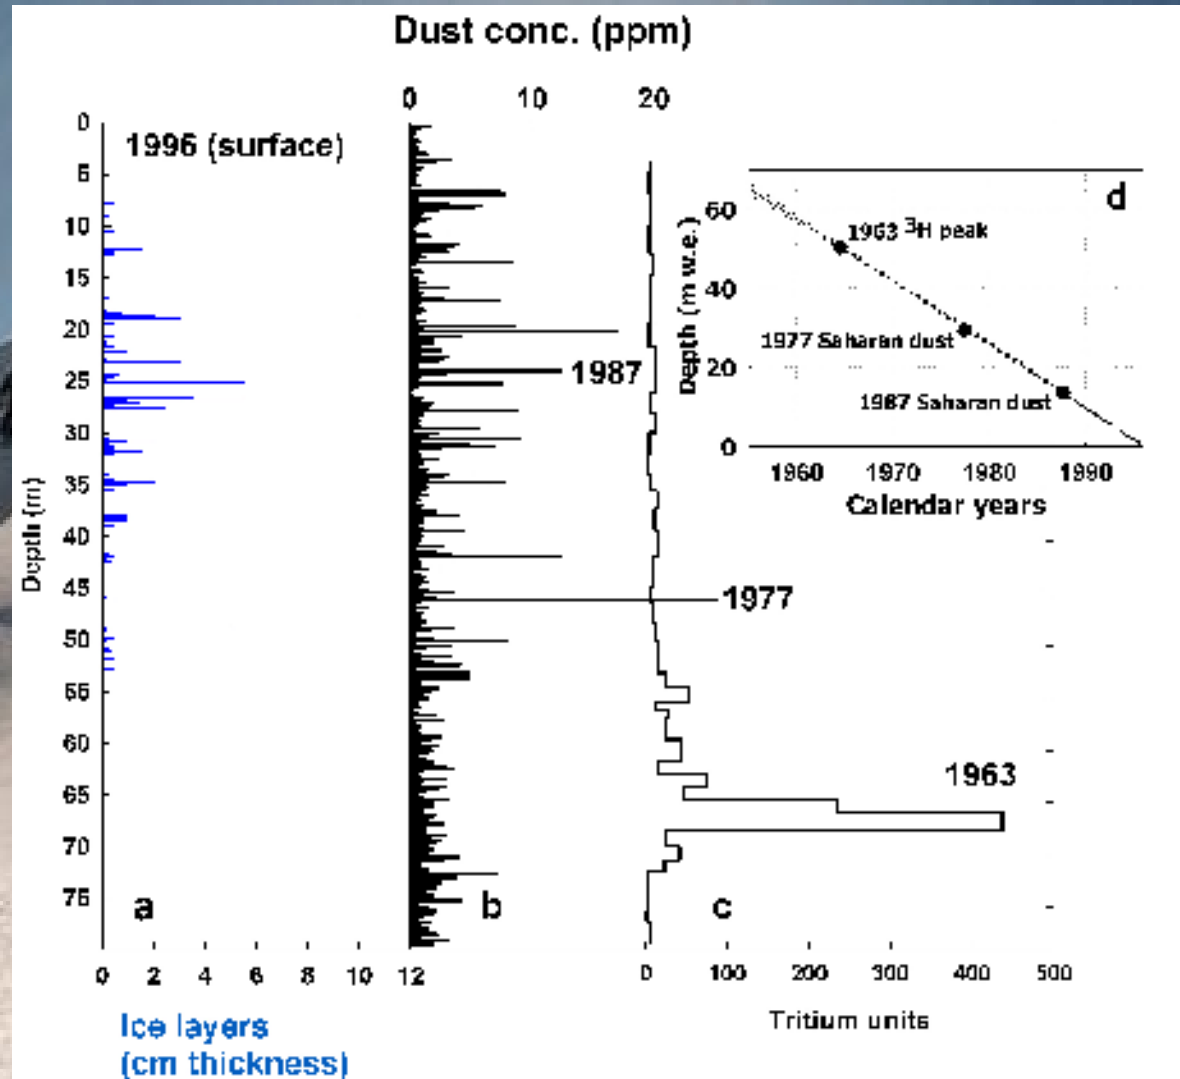 Dust conc. (ppm)
0 10 20
0
5
10
15
20
25
30
35
40
45
50
55
60
65
70
75
Depth (m)
1996 (surface)
1987
1977
1963
a
b
c
d
60
40
20
0
Depth (m w.e.)
1963 ³H peak
1977 Saharan dust
1987 Saharan dust
1960 1970 1980 1990
Calendar years
0 2 4 6 8 10 12
Ice layers
(cm thickness)
0 100 200 300 400 500
Tritium units